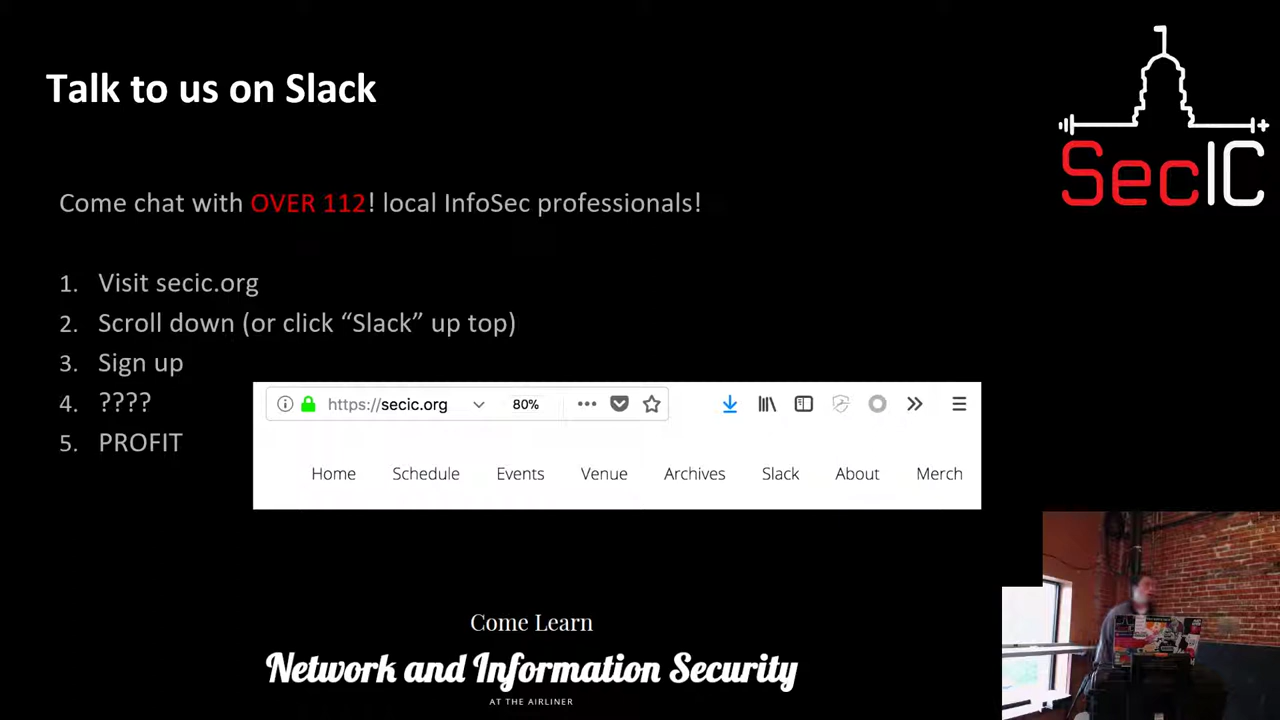 Talk to us on Slack
SecIC
Come chat with OVER 112! local InfoSec professionals!
1. Visit secic.org
2. Scroll down (or click “Slack” up top)
3. Sign up
4. ????
5. PROFIT
https://secic.org 80%
Home Schedule Events Venue Archives Slack About Merch
Come Learn
Network and Information Security
AT THE AIRLINER